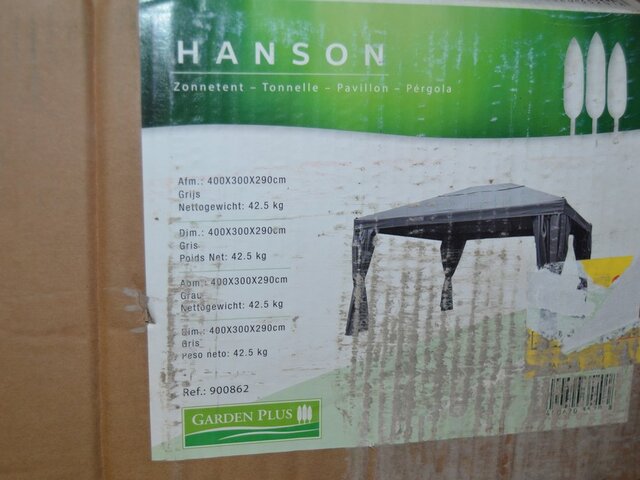 HANSON
Zonnetent – Tonnelle – Pavillon – Pérgola
Afm.: 400X300X290cm
Grijs
Nettogewicht: 42.5 kg
Dim.: 400X300X290cm
Gris
Poids Net: 42.5 kg
Abm.: 400X300X290cm
Grau
Nettogewicht: 42.5 kg
Dim.: 400X300X290cm
Gris
Peso neto: 42.5 kg
Ref.: 900862
GARDEN PLUS